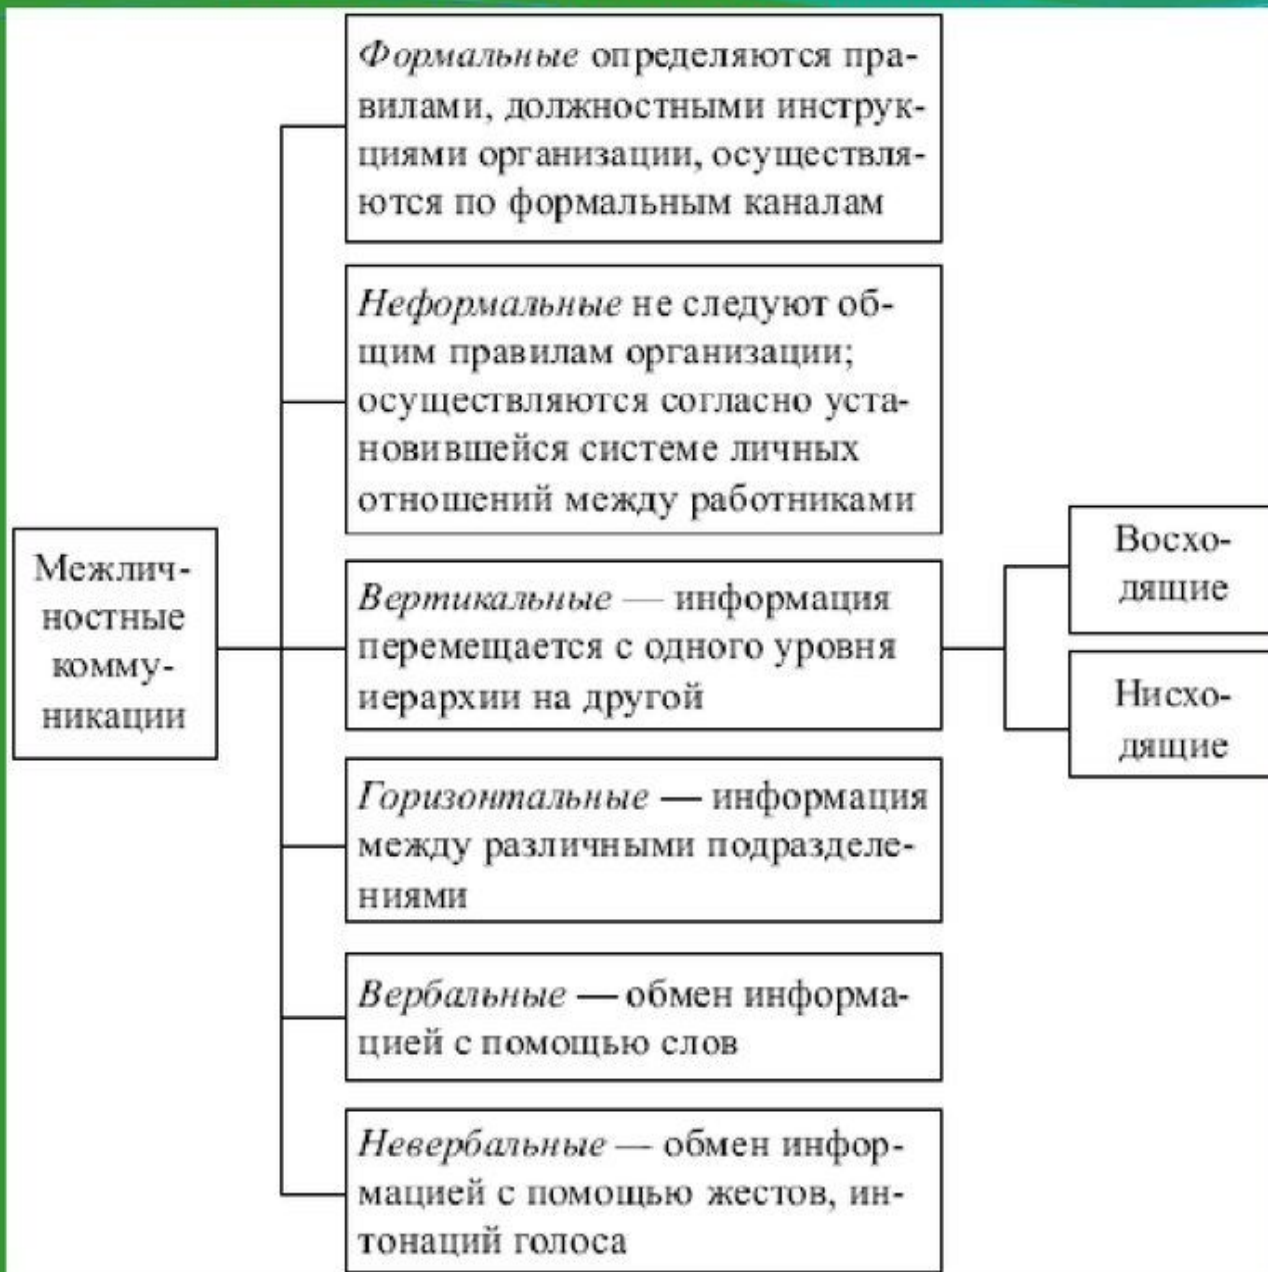 Формальные определяются пра-
вилами, должностными инструк-
циями организации, осуществля-
ются по формальным каналам
Неформальные не следуют об-
щим правилам организации;
осуществляются согласно уста-
новившейся системе личных
отношений между работниками
Межлич-
ностные
комму-
никации
Вертикальные — информация
перемещается с одного уровня
иерархии на другой
Восхо-
дящие
Нисхо-
дящие
Горизонтальные — информация
между различными подразделе-
ниями
Вербальные — обмен информа-
цией с помощью слов
Невербальные — обмен инфор-
мацией с помощью жестов, ин-
тонаций голоса